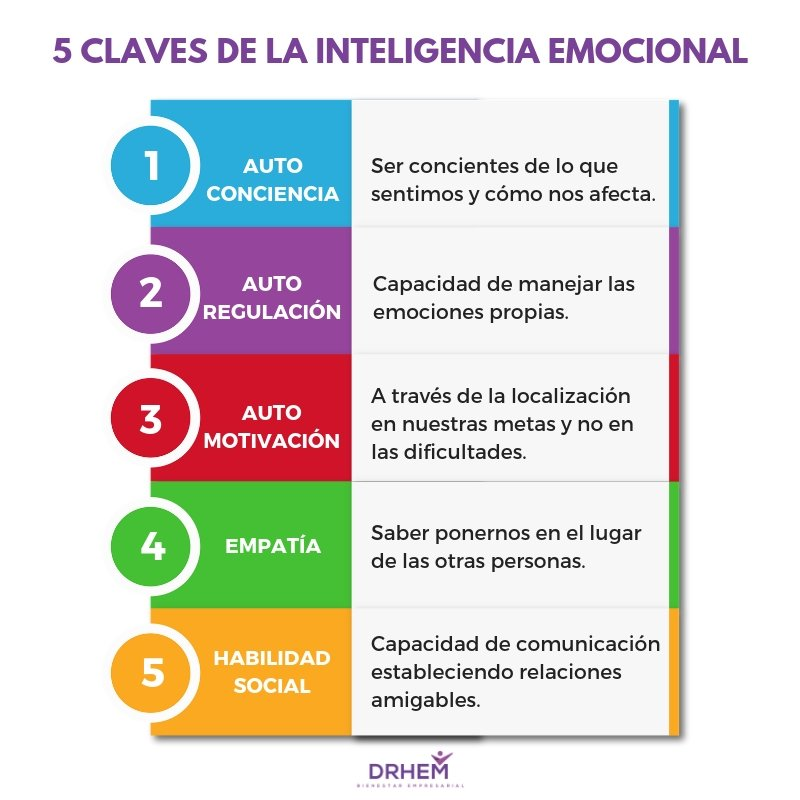 5 CLAVES DE LA INTELIGENCIA EMOCIONAL
1
AUTO
CONCIENCIA
Ser concientes de lo que
sentimos y cómo nos afecta.
2
AUTO
REGULACIÓN
Capacidad de manejar las
emociones propias.
3
AUTO
MOTIVACIÓN
A través de la localización
en nuestras metas y no en
las dificultades.
4
EMPATÍA
Saber ponernos en el lugar
de las otras personas.
5
HABILIDAD
SOCIAL
Capacidad de comunicación
estableciendo relaciones
amigables.
DRHEM
BIENESTAR EMPRESARIAL